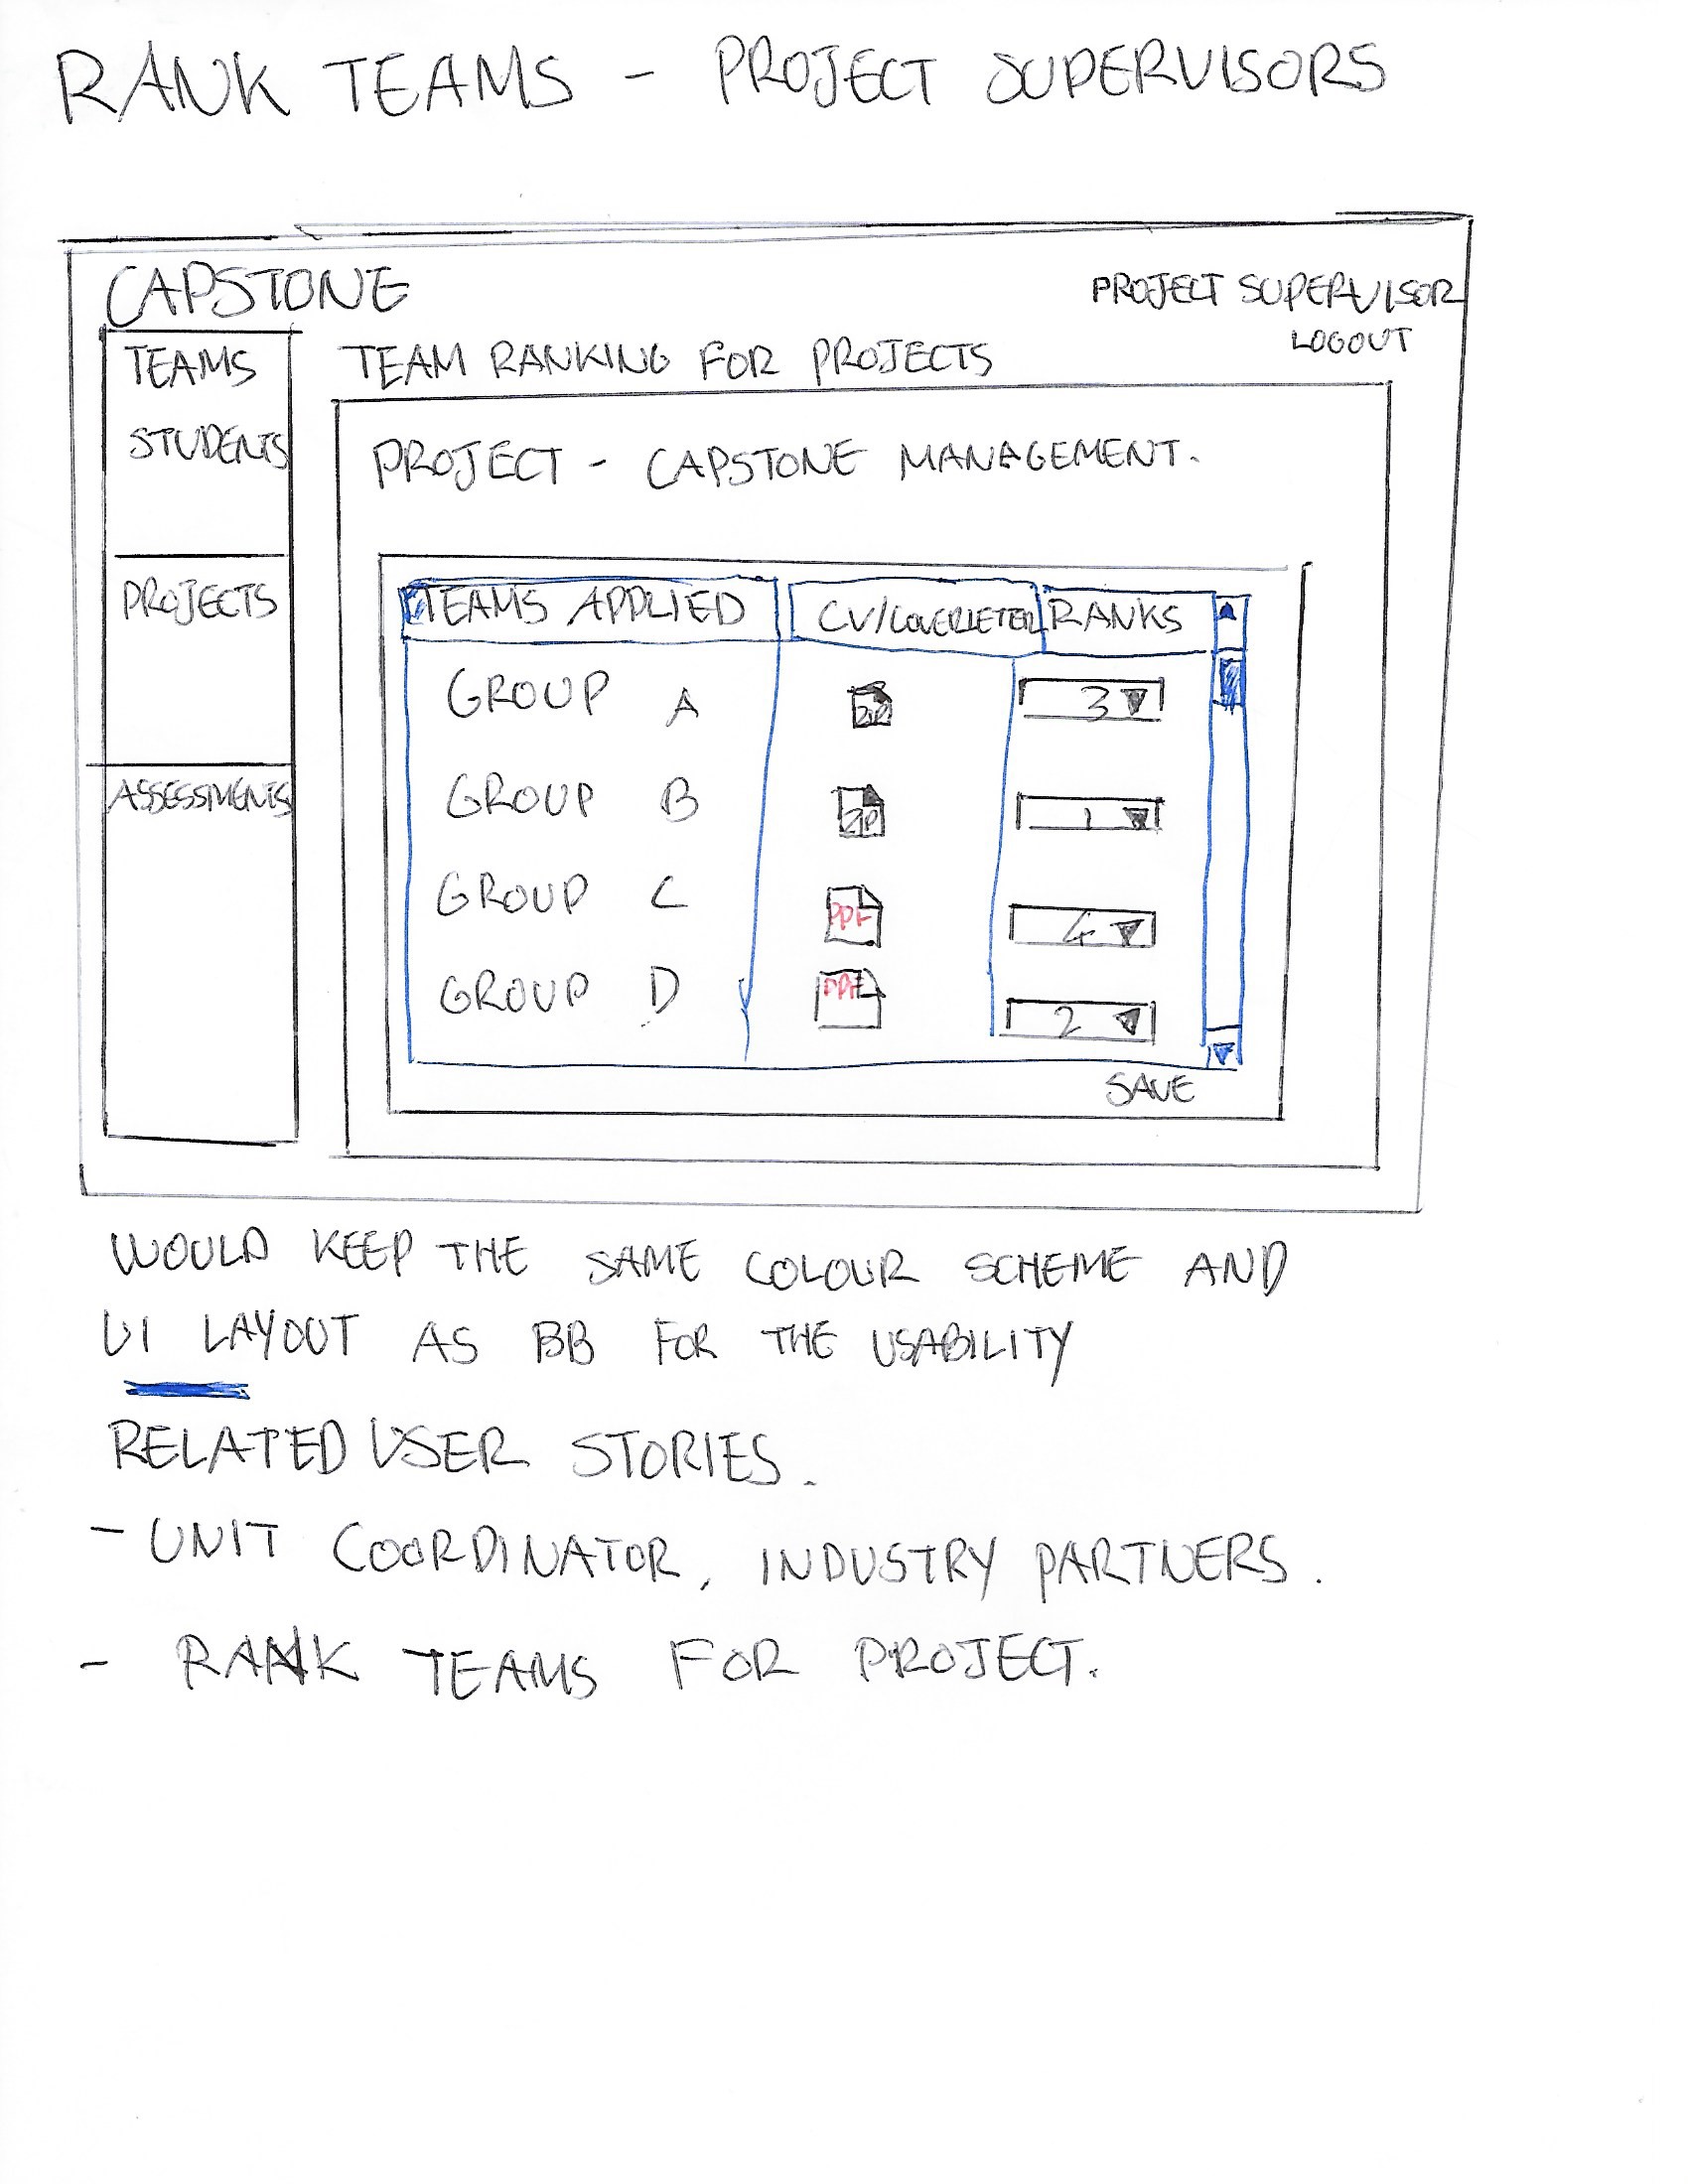 RANK TEAMS - PROJECT SUPERVISORS
CAPSTONE
PROJECT SUPERVISOR
LOGOUT
TEAMS
STUDENTS
PROJECTS
ASSESSMENTS
TEAM RANKING FOR PROJECTS
PROJECT - CAPSTONE MANAGEMENT.
TEAMS APPLIED CV/COVERLETER RANKS
GROUP A ZIP 3
GROUP B ZIP 1
GROUP C PDF 4
GROUP D PDF 2
SAVE
WOULD KEEP THE SAME COLOUR SCHEME AND
UI LAYOUT AS BB FOR THE USABILITY
RELATED USER STORIES.
- UNIT COORDINATOR, INDUSTRY PARTNERS.
- RANK TEAMS FOR PROJECT.